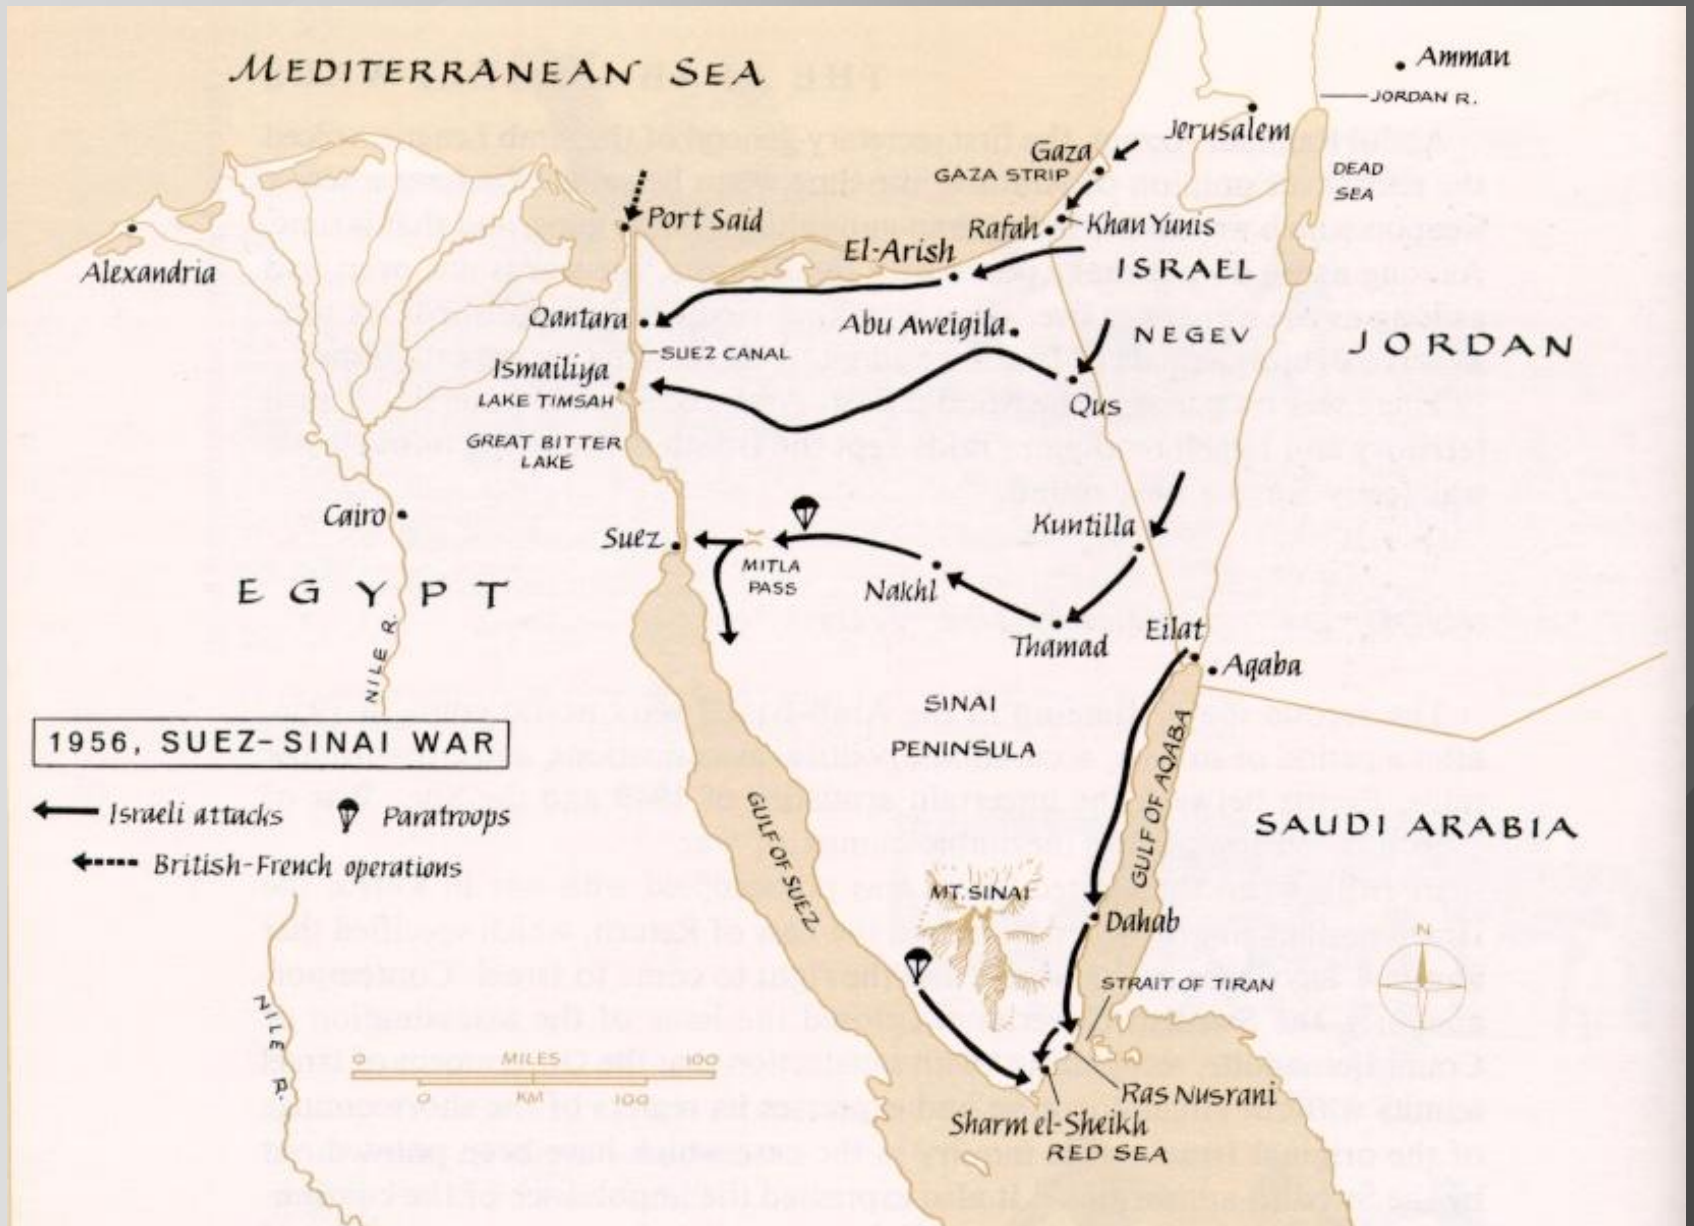 MEDITERRANEAN SEA
Amman
JORDAN R.
Jerusalem
Gaza
GAZA STRIP
DEAD
SEA
Port Said
Rafah
Khan Yunis
El-Arish
ISRAEL
Alexandria
Qantara
Abu Aweigila
NEGEV
JORDAN
SUEZ CANAL
Ismailiya
LAKE TIMSAH
Qus
GREAT BITTER
LAKE
Cairo
Suez
Kuntilla
MITLA
PASS
Nakhl
EGYPT
NILE R.
Thamad
Eilat
Aqaba
SINAI
PENINSULA
1956, SUEZ-SINAI WAR
Israeli attacks
Paratroops
British-French operations
GULF OF SUEZ
GULF OF AQABA
SAUDI ARABIA
MT. SINAI
Dahab
N
STRAIT OF TIRAN
NILE R.
0 MILES 100
0 KM 100
Ras Nusrani
Sharm el-Sheikh
RED SEA